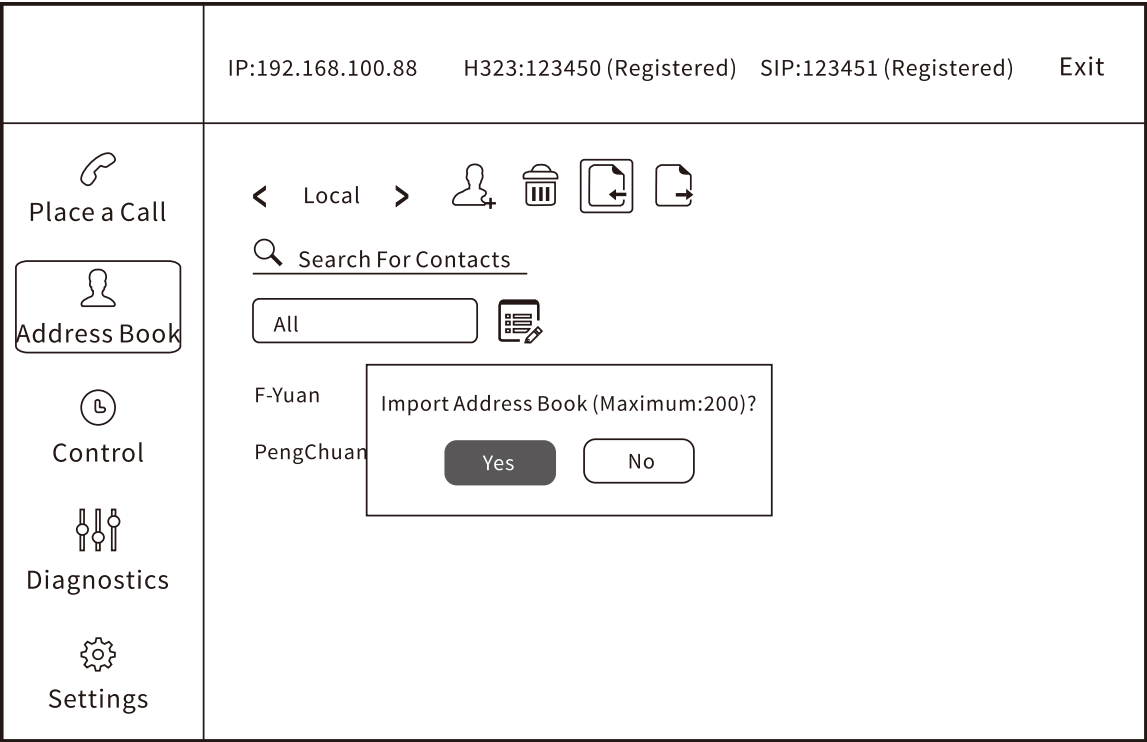 IP:192.168.100.88 H323:123450 (Registered) SIP:123451 (Registered) Exit
Place a Call
Address Book
Control
Diagnostics
Settings
< Local >
Search For Contacts
All
F-Yuan
PengChuan
Import Address Book (Maximum:200)?
Yes No